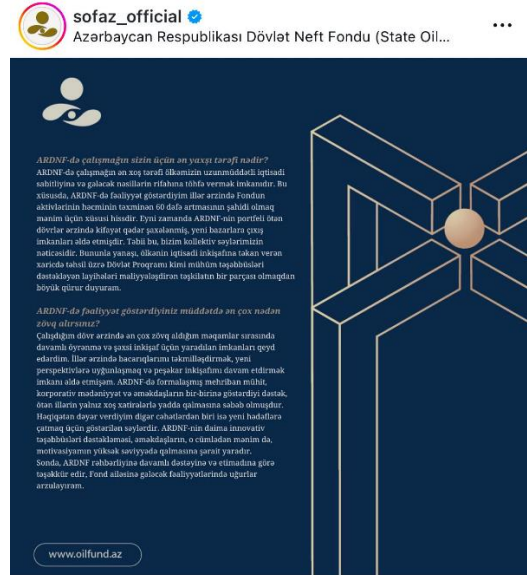 sofaz_official
Azərbaycan Respublikası Dövlət Neft Fondu (State Oil...
ARDNF-də çalışmağın sizin üçün ən yaxşı tərəfi nədir?
ARDNF-də çalışmağın ən xoş tərəfi ölkəmizin uzunmüddətli iqtisadi
sabitliyinə və gələcək nəsillərin rifahına töhfə vermək imkanıdır. Bu
xüsusda, ARDNF-də fəaliyyət göstərdiyim illər ərzində Fondun
aktivlərinin həcminin təxminən 60 dəfə artmasının şahidi olmaq
mənim üçün xüsusi hissdir. Eyni zamanda ARDNF-nin portfeli ötən
dövrlər ərzində kifayət qədər şaxələnmiş, yeni bazarlara çıxış
imkanları əldə etmişdir. Təbii bu, bizim kollektiv səylərimizin
nəticəsidir. Bununla yanaşı, ölkənin iqtisadi inkişafına təkan verən
xaricdə təhsil üzrə Dövlət Proqramı kimi mühüm təşəbbüsləri
dəstəkləyən layihələri maliyyələşdirən təşkilatın bir parçası olmaqdan
böyük qürur duyuram.
ARDNF-də fəaliyyət göstərdiyiniz müddətdə ən çox nədən
zövq alırsınız?
Çalışdığım dövr ərzində ən çox zövq aldığım məqamlar sırasında
davamlı öyrənmə və şəxsi inkişaf üçün yaradılan imkanları qeyd
edərdim. İllər ərzində bacarıqlarımı təkmilləşdirmək, yeni
perspektivlərə uyğunlaşmaq və peşəkar inkişafımı davam etdirmək
imkanı əldə etmişəm. ARDNF-də formalaşmış mehriban mühit,
korporativ mədəniyyət və əməkdaşların bir-birinə göstərdiyi dəstək,
ötən illərin yalnız xoş xatirələrlə yadda qalmasına səbəb olmuşdur.
Həqiqətən dəyər verdiyim digər cəhətlərdən biri isə yeni hədəflərə
çatmaq üçün göstərilən səylərdir. ARDNF-nin daima innovativ
təşəbbüsləri dəstəkləməsi, əməkdaşların, o cümlədən mənim də,
motivasiyamın yüksək səviyyədə qalmasına şərait yaradır.
Sonda, ARDNF rəhbərliyinə davamlı dəstəyinə və etimadına görə
təşəkkür edir, Fond ailəsinə gələcək fəaliyyətlərində uğurlar
arzulayıram.
www.oilfund.az